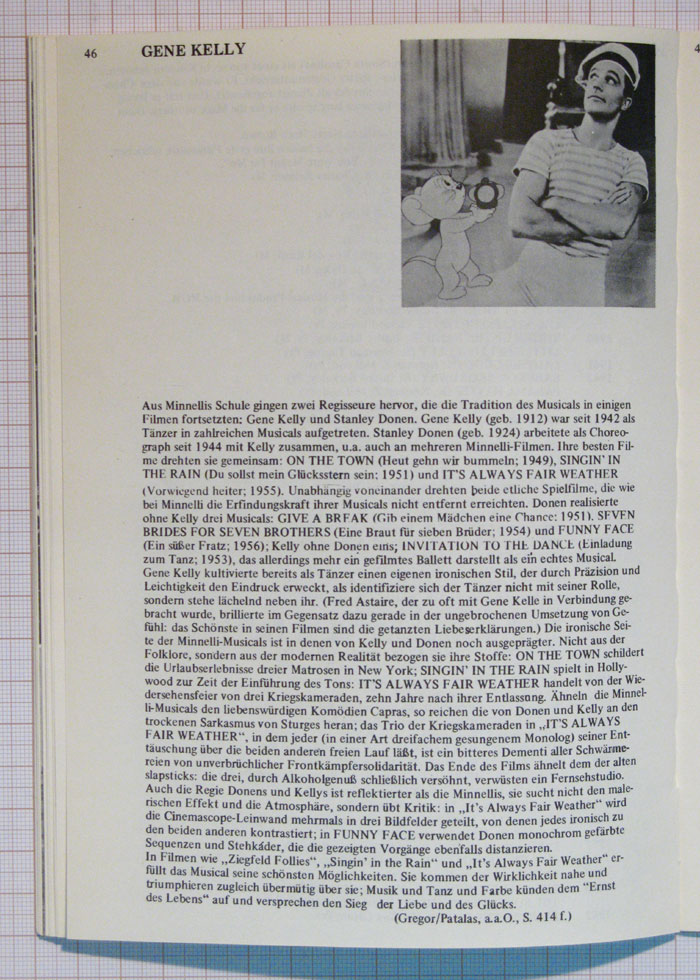 46 GENE KELLY
4
Aus Minnellis Schule gingen zwei Regisseure hervor, die die Tradition des Musicals in einigen
Filmen fortsetzten: Gene Kelly und Stanley Donen. Gene Kelly (geb. 1912) war seit 1942 als
Tänzer in zahlreichen Musicals aufgetreten. Stanley Donen (geb. 1924) arbeitete als Choreo-
graph seit 1944 mit Kelly zusammen, u.a. auch an mehreren Minnelli-Filmen. Ihre besten Fil-
me drehten sie gemeinsam: ON THE TOWN (Heut gehn wir bummeln; 1949), SINGIN' IN
THE RAIN (Du sollst mein Glücksstern sein: 1951) und IT'S ALWAYS FAIR WEATHER
(Vorwiegend heiter; 1955). Unabhängig voneinander drehten beide etliche Spielfilme, die wie
bei Minnelli die Erfindungskraft ihrer Musicals nicht entfernt erreichten. Donen realisierte
ohne Kelly drei Musicals: GIVE A BREAK (Gib einem Mädchen eine Chance: 1951), SEVEN
BRIDES FOR SEVEN BROTHERS (Eine Braut für sieben Brüder; 1954) und FUNNY FACE
(Ein süßer Fratz; 1956); Kelly ohne Donen eins; INVITATION TO THE DANCE (Einladung
zum Tanz; 1953), das allerdings mehr ein gefilmtes Ballett darstellt als ein echtes Musical.
Gene Kelly kultivierte bereits als Tänzer einen eigenen ironischen Stil, der durch Präzision und
Leichtigkeit den Eindruck erweckt, als identifiziere sich der Tänzer nicht mit seiner Rolle,
sondern stehe lächelnd neben ihr. (Fred Astaire, der zu oft mit Gene Kelle in Verbindung ge-
bracht wurde, brillierte im Gegensatz dazu gerade in der ungebrochenen Umsetzung von Ge-
fühl: das Schönste in seinen Filmen sind die getanzten Liebeserklärungen.) Die ironische Sei-
te der Minnelli-Musicals ist in denen von Kelly und Donen noch ausgeprägter. Nicht aus der
Folklore, sondern aus der modernen Realität bezogen sie ihre Stoffe: ON THE TOWN schildert
die Urlaubserlebnisse dreier Matrosen in New York; SINGING IN THE RAIN spielt in Holly-
wood zur Zeit der Einführung des Tons: IT'S ALWAYS FAIR WEATHER handelt von der Wie-
dersehensfeier von drei Kriegskameraden, zehn Jahre nach ihrer Entlassong. Ähneln die Minnel-
li-Musicals den liebenswürdigen Komödien Capras, so reichen die von Donen und Kelly an den
trockenen Sarkasmus von Sturges heran; das Trio der Kriegskameraden in „IT'S ALWAYS
FAIR WEATHER“, in dem jeder (in einer Art dreifachem gesungenem Monolog) seiner Ent-
täuschung über die beiden anderen freien Lauf läßt, ist ein bitteres Dementi aller Schwärme-
reien von unverbrüchlicher Frontkämpfersolidarität. Das Ende des Films ähnelt dem der alten
slapsticks: die drei, durch Alkoholgenuß schließlich versöhnt, verwüsten ein Fernsehstudio.
Auch die Regie Donens und Kellys ist reflektierter als die Minnellis, sie sucht nicht den male-
rischen Effekt und die Atmosphäre, sondern übt Kritik: in „It's Always Fair Weather“ wird
die Cinemascope-Leinwand mehrmals in drei Bildfelder geteilt, von denen jedes ironisch zu
den beiden anderen kontrastiert; in FUNNY FACE verwendet Donen monochrom gefärbte
Sequenzen und Stehkäder, die die gezeigten Vorgänge ebenfalls distanzieren.
In Filmen wie „Ziegfeld Follies“, „Singin' in the Rain“ und „It's Always Fair Weather“ er-
füllt das Musical seine schönsten Möglichkeiten. Sie kommen der Wirklichkeit nahe und
triumphieren zugleich übermütig über sie; Musik und Tanz und Farbe künden dem "Ernst
des Lebens“ auf und versprechen den Sieg der Liebe und des Glücks.
(Gregor/Patalas, a.a.O., S. 414 f.)